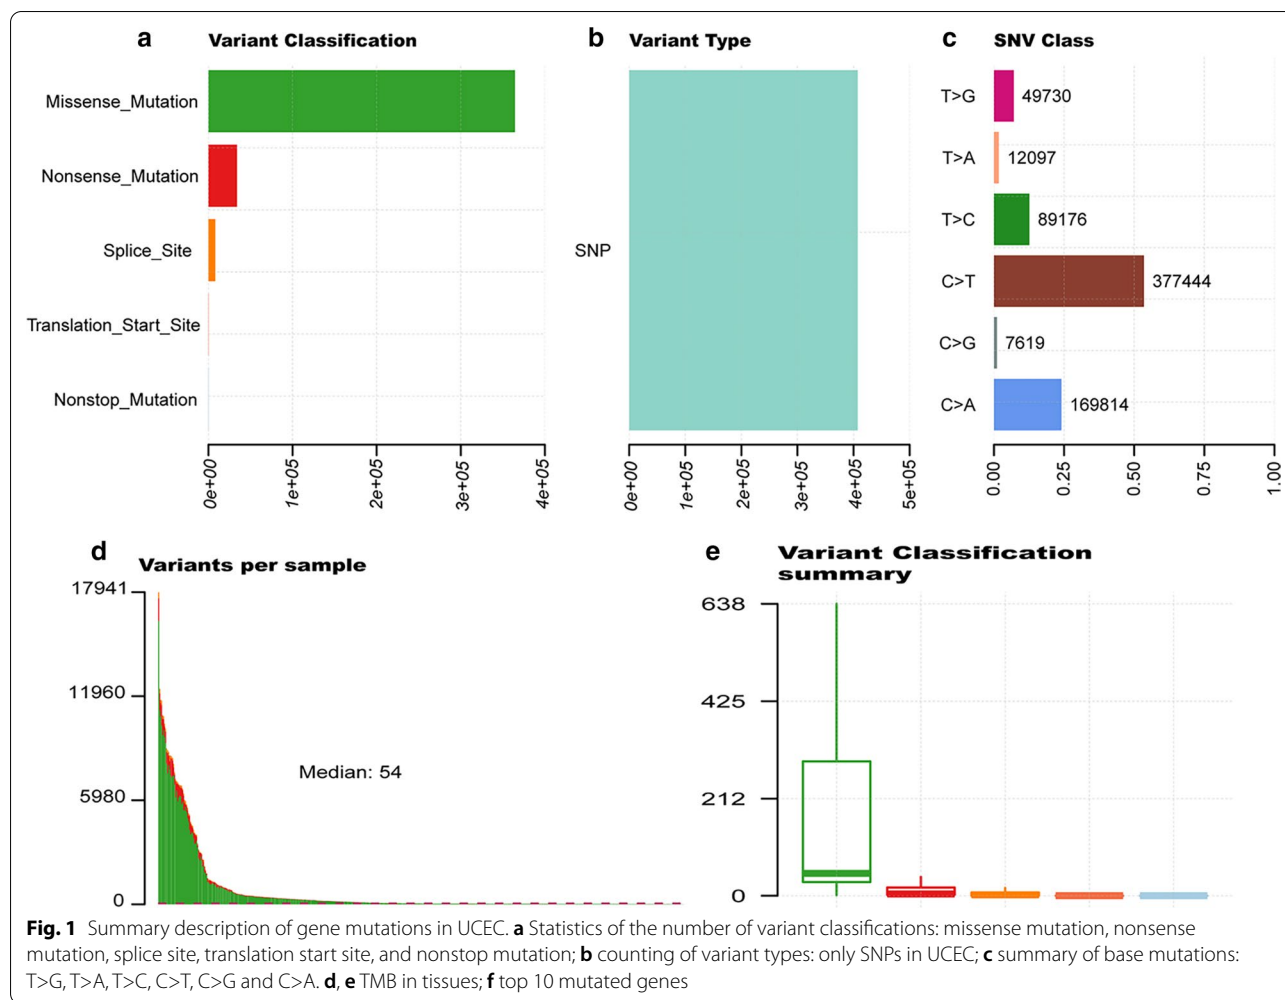 a Variant Classification
Missense_Mutation
Nonsense_Mutation
Splice_Site
Translation_Start_Site
Nonstop_Mutation
0e+00 1e+05 2e+05 3e+05 4e+05
b Variant Type
SNP
0e+00 1e+05 2e+05 3e+05 4e+05 5e+05
c SNV Class
T>G 49730
T>A 12097
T>C 89176
C>T 377444
C>G 7619
C>A 169814
0.00 0.25 0.50 0.75 1.00
d Variants per sample
17941
11960
5980
0
Median: 54
e Variant Classification
summary
638
425
212
0
Fig. 1 Summary description of gene mutations in UCEC. a Statistics of the number of variant classifications: missense mutation, nonsense
mutation, splice site, translation start site, and nonstop mutation; b counting of variant types: only SNPs in UCEC; c summary of base mutations:
T>G, T>A, T>C, C>T, C>G and C>A. d, e TMB in tissues; f top 10 mutated genes